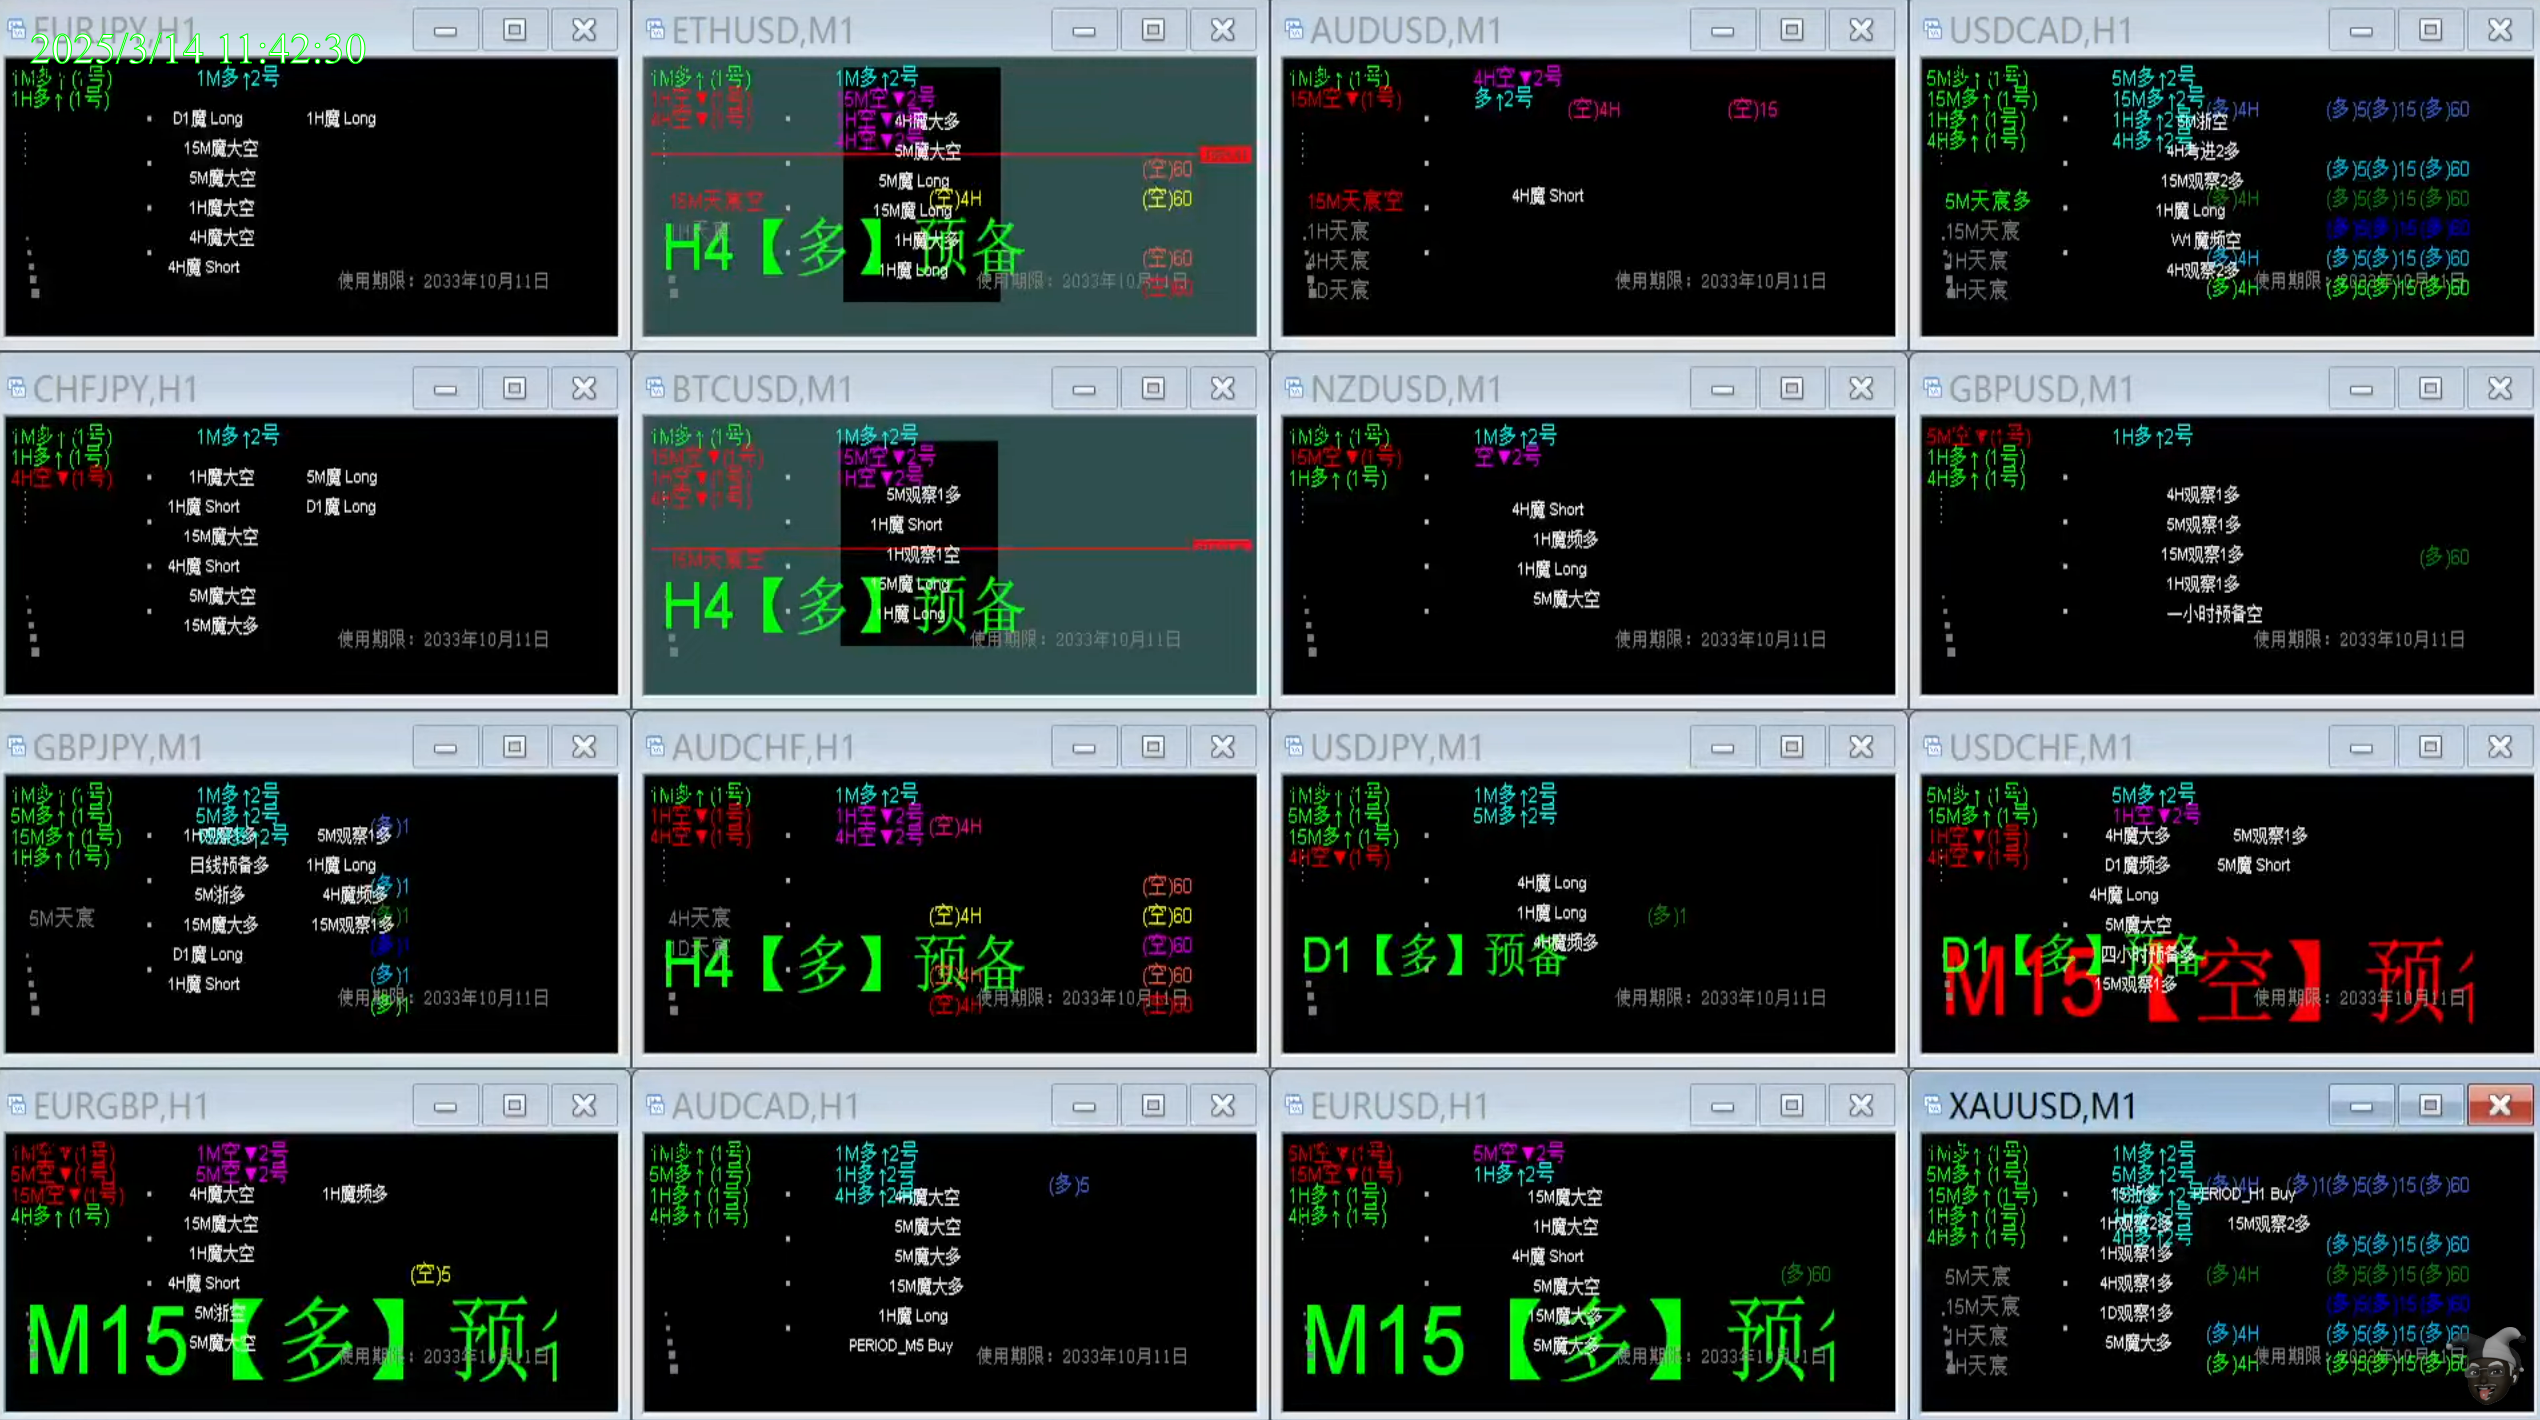 EURJPY,H1
2025/3/14 11:42:30
1M多↑(1号)
1M多↑2号
1H多↑(1号)
D1魔 Long
1H魔 Long
15M魔大空
5M魔大空
1H魔大空
4H魔大空
4H魔 Short
使用期限：2033年10月11日
ETHUSD,M1
1M多↑(1号)
1M多↑2号
1H空▼(1号)
15M空▼2号
4H空▼(1号)
1H空▼2号
4H魔大多
4H空▼2号
5M魔大空
(空)60
5M魔 Long
15M天宸空
(空)4H
(空)60
15M魔 Long
1H天宸
1H魔大多
H4【多】预备
(空)60
1H魔 Long
使用期限：2033年10月11日
(空)60
AUDUSD,M1
1M多↑(1号)
4H空▼2号
15M空▼(1号)
多↑2号
(空)4H
(空)15
15M天宸空
4H魔 Short
1H天宸
4H天宸
1D天宸
使用期限：2033年10月11日
USDCAD,H1
5M多↑(1号)
5M多↑2号
15M多↑(1号)
15M多↑2号
(多)4H
(多)5(多)15(多)60
1H多↑(1号)
1H多↑2号
5M浙空
4H多↑(1号)
4H多↑2号
4H考进2多
(多)5(多)15(多)60
15M观察2多
5M天宸多
(多)4H
(多)5(多)15(多)60
1H魔 Long
15M天宸
(多)5(多)15(多)60
W1魔频空
1H天宸
(多)4H
(多)5(多)15(多)60
4H观察2多
4H天宸
(多)4H
使用期限：2033年10月11日
(多)5(多)15(多)60
CHFJPY,H1
1M多↑(1号)
1M多↑2号
1H多↑(1号)
4H空▼(1号)
1H魔大空
5M魔 Long
1H魔 Short
D1魔 Long
15M魔大空
4H魔 Short
5M魔大空
15M魔大多
使用期限：2033年10月11日
BTCUSD,M1
1M多↑(1号)
1M多↑2号
15M空▼(1号)
15M空▼2号
1H空▼(1号)
1H空▼2号
4H空▼(1号)
5M观察1多
1H魔 Short
15M天宸空
1H观察1空
15M魔 Long
H4【多】预备
1H魔 Long
使用期限：2033年10月11日
NZDUSD,M1
1M多↑(1号)
1M多↑2号
15M空▼(1号)
空▼2号
1H多↑(1号)
4H魔 Short
1H魔频多
1H魔 Long
5M魔大空
使用期限：2033年10月11日
GBPUSD,M1
5M空▼(1号)
1H多↑2号
1H多↑(1号)
4H多↑(1号)
4H观察1多
5M观察1多
15M观察1多
(多)60
1H观察1多
一小时预备空
使用期限：2033年10月11日
GBPJPY,M1
1M多↑(1号)
1M多↑2号
5M多↑(1号)
5M多↑2号
(多)1
15M多↑(1号)
1H观察1多
5M观察1多
1H多↑(1号)
日线预备多
1H魔 Long
5M浙多
4H魔频多
(多)1
5M天宸
15M魔大多
15M观察1多
(多)1
D1魔 Long
(多)1
(多)1
1H魔 Short
使用期限：2033年10月11日
(多)1
AUDCHF,H1
1M多↑(1号)
1M多↑2号
1H空▼(1号)
1H空▼2号
(空)4H
4H空▼(1号)
4H空▼2号
(空)60
4H天宸
(空)4H
(空)60
1D天宸
(空)60
H4【多】预备
(空)4H
(空)60
(空)4H
使用期限：2033年10月11日
(空)60
USDJPY,M1
1M多↑(1号)
1M多↑2号
5M多↑(1号)
5M多↑2号
15M多↑(1号)
4H空▼(1号)
4H魔 Long
1H魔 Long
(多)1
4H魔频多
D1【多】预备
使用期限：2033年10月11日
USDCHF,M1
5M多↑(1号)
5M多↑2号
15M多↑(1号)
1H空▼2号
1H空▼(1号)
4H魔大多
5M观察1多
4H空▼(1号)
D1魔频多
5M魔 Short
4H魔 Long
5M魔大空
D1【多】预备
四小时预备多
M15【空】预
15M观察1多
使用期限：2033年10月11日
EURGBP,H1
1M空▼(1号)
1M空▼2号
5M空▼(1号)
5M空▼2号
15M空▼(1号)
4H魔大空
1H魔频多
4H多↑(1号)
15M魔大空
1H魔大空
4H魔 Short
(空)5
5M浙空
M15【多】预
5M魔大空
使用期限：2033年10月11日
AUDCAD,H1
1M多↑(1号)
1M多↑2号
5M多↑(1号)
1H多↑2号
(多)5
1H多↑(1号)
4H多↑2号
4H魔大空
4H多↑(1号)
5M魔大空
5M魔大多
15M魔大多
1H魔 Long
PERIOD_M5 Buy
使用期限：2033年10月11日
EURUSD,H1
5M空▼(1号)
5M空▼2号
15M空▼(1号)
1H多↑2号
1H多↑(1号)
15M魔大空
4H多↑(1号)
1H魔大空
4H魔 Short
5M魔大空
(多)60
15M魔大多
M15【多】预
5M魔大多
使用期限：2033年10月11日
XAUUSD,M1
1M多↑(1号)
1M多↑2号
5M多↑(1号)
5M多↑2号
(多)4H
(多)1(多)5(多)15(多)60
15M多↑(1号)
PERIOD_H1 Buy
1H多↑(1号)
1H观察2多
15M观察2多
4H多↑(1号)
4H多↑2号
(多)5(多)15(多)60
1H观察1多
5M天宸
4H观察1多
(多)4H
(多)5(多)15(多)60
15M天宸
1D观察1多
(多)5(多)15(多)60
1H天宸
5M魔大多
(多)4H
(多)5(多)15(多)60
4H天宸
(多)4H
使用期限：2033年10月11日
(多)5(多)15(多)60